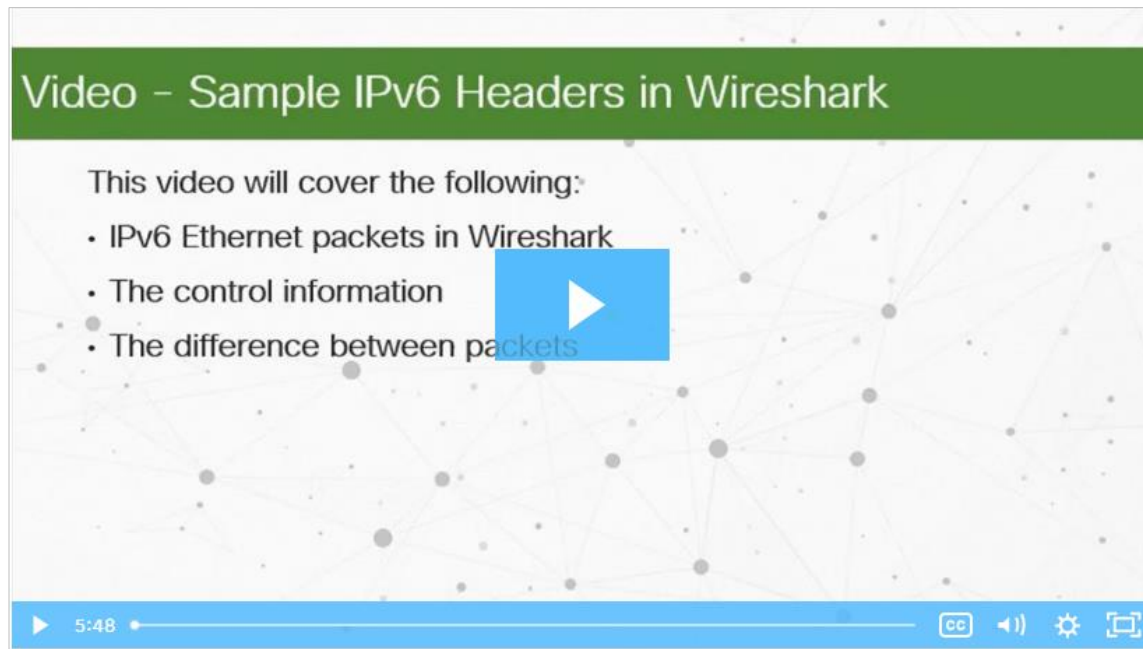 Video - Sample IPv6 Headers in Wireshark
This video will cover the following:
• IPv6 Ethernet packets in Wireshark
• The control information
• The difference between packets
5:48
CC